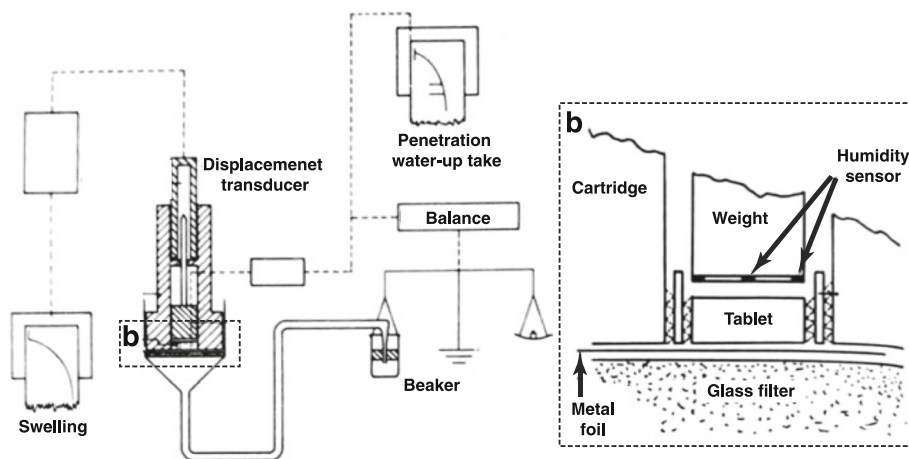 Penetration
water-up take
Displacemenet
transducer
Balance
b
Beaker
Swelling
b
Cartridge
Weight
Humidity
sensor
Tablet
Glass filter
Metal
foil